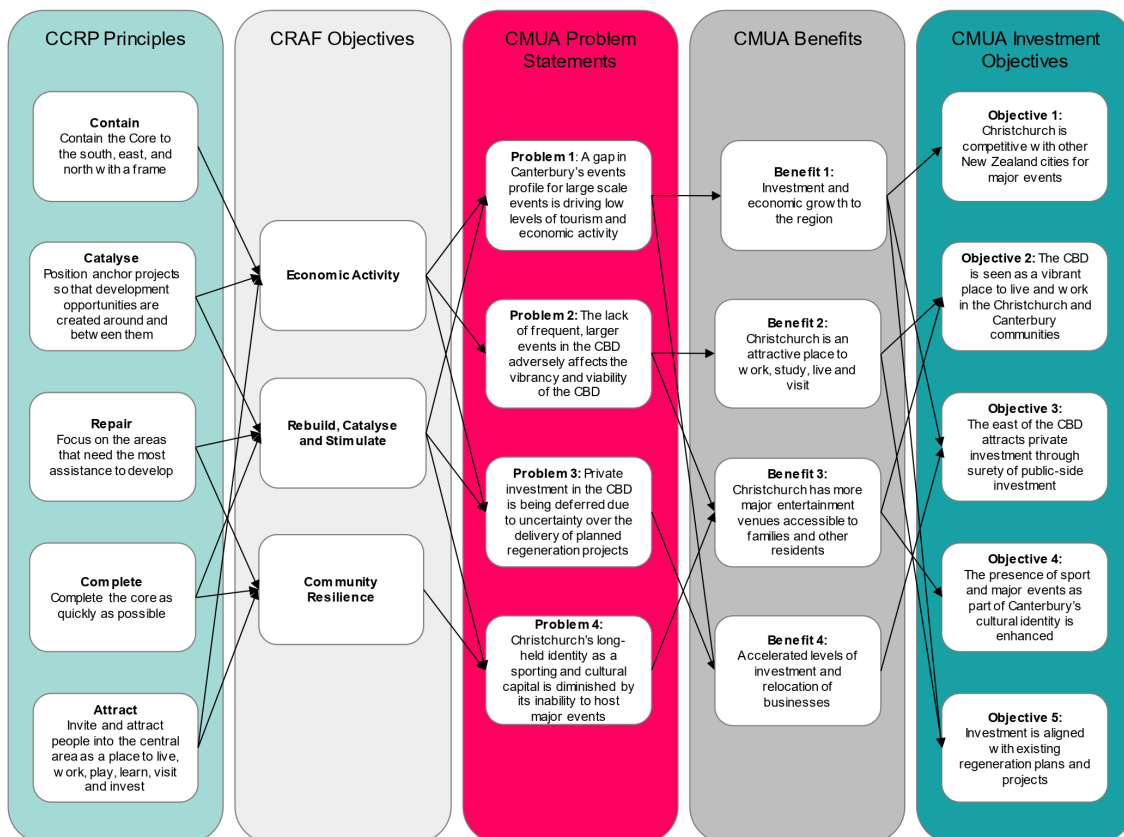 CCRP Principles
Contain
Contain the Core to
the south, east, and
north with a frame
Catalyse
Position anchor projects
so that development
opportunities are
created around and
between them
Repair
Focus on the areas
that need the most
assistance to develop
Complete
Complete the core as
quickly as possible
Attract
Invite and attract
people into the central
area as a place to live,
work, play, learn, visit
and invest
CRAF Objectives
Economic Activity
Rebuild, Catalyse
and Stimulate
Community
Resilience
CMUA Problem
Statements
Problem 1: A gap in
Canterbury's events
profile for large scale
events is driving low
levels of tourism and
economic activity
Problem 2: The lack
of frequent, larger
events in the CBD
adversely affects the
vibrancy and viability
of the CBD
Problem 3: Private
investment in the CBD
is being deferred due
to uncertainty over the
delivery of planned
regeneration projects
Problem 4:
Christchurch's long-
held identity as a
sporting and cultural
capital is diminished by
its inability to host
major events
CMUA Benefits
Benefit 1:
Investment and
economic growth to
the region
Benefit 2:
Christchurch is an
attractive place to
work, study, live and
visit
Benefit 3:
Christchurch has more
major entertainment
venues accessible to
families and other
residents
Benefit 4:
Accelerated levels of
investment and
relocation of
businesses
CMUA Investment
Objectives
Objective 1:
Christchurch is
competitive with other
New Zealand cities for
major events
Objective 2: The CBD
is seen as a vibrant
place to live and work
in the Christchurch and
Canterbury
communities
Objective 3:
The east of the CBD
attracts private
investment through
surety of public-side
investment
Objective 4:
The presence of sport
and major events as
part of Canterbury's
cultural identity is
enhanced
Objective 5:
Investment is aligned
with existing
regeneration plans and
projects